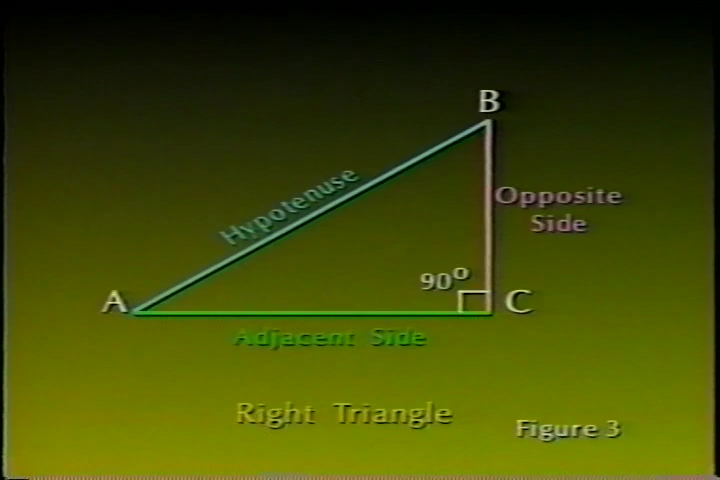 B
Hypotenuse
Opposite
Side
90°
A
C
Adjacent Side
Right Triangle
Figure 3